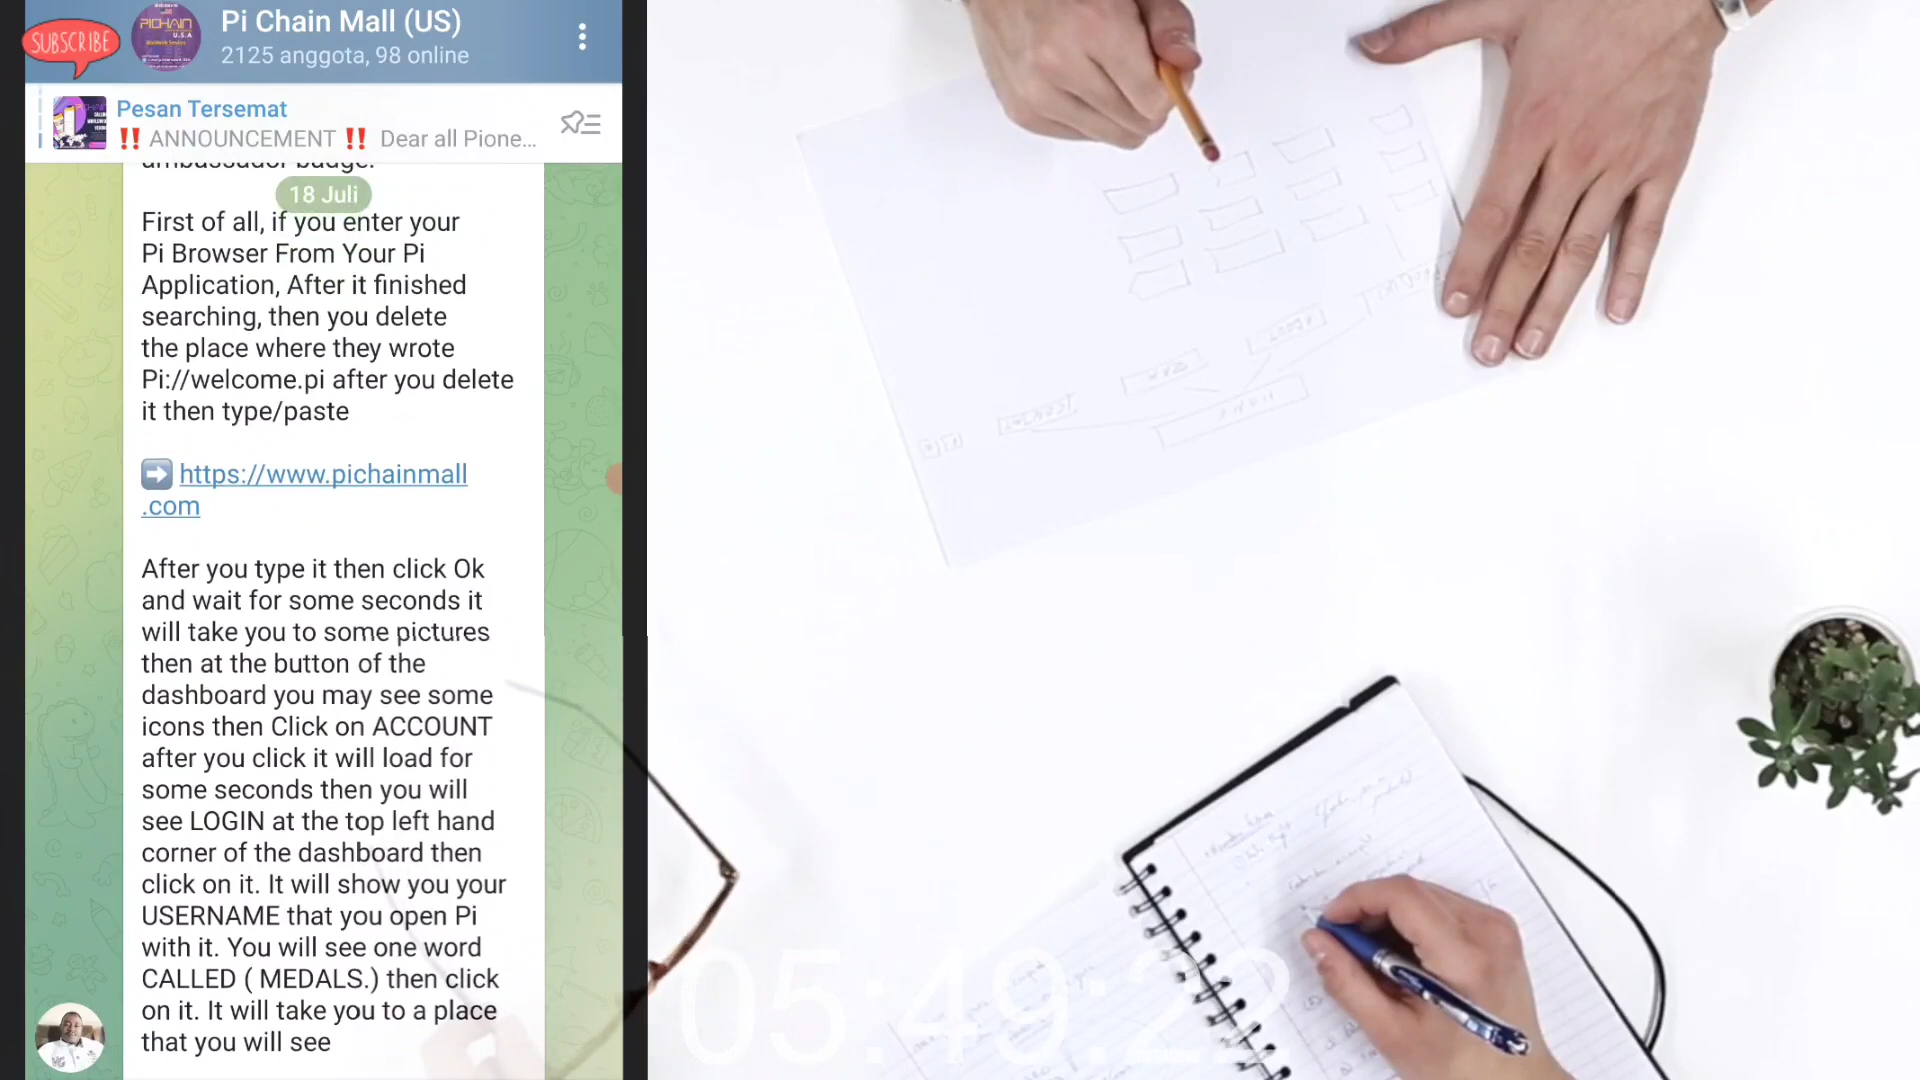 SUBSCRIBE
PICHAIN
U.S.A
Pi Chain Mall (US)
2125 anggota, 98 online
Pesan Tersemat
‼️ ANNOUNCEMENT ‼️ Dear all Pione...
ambassador badge.
18 Juli
First of all, if you enter your
Pi Browser From Your Pi
Application, After it finished
searching, then you delete
the place where they wrote
Pi://welcome.pi after you delete
it then type/paste
➡️ https://www.pichainmall
.com
After you type it then click Ok
and wait for some seconds it
will take you to some pictures
then at the button of the
dashboard you may see some
icons then Click on ACCOUNT
after you click it will load for
some seconds then you will
see LOGIN at the top left hand
corner of the dashboard then
click on it. It will show you your
USERNAME that you open Pi
with it. You will see one word
CALLED ( MEDALS.) then click
on it. It will take you to a place
that you will see
05:49:22